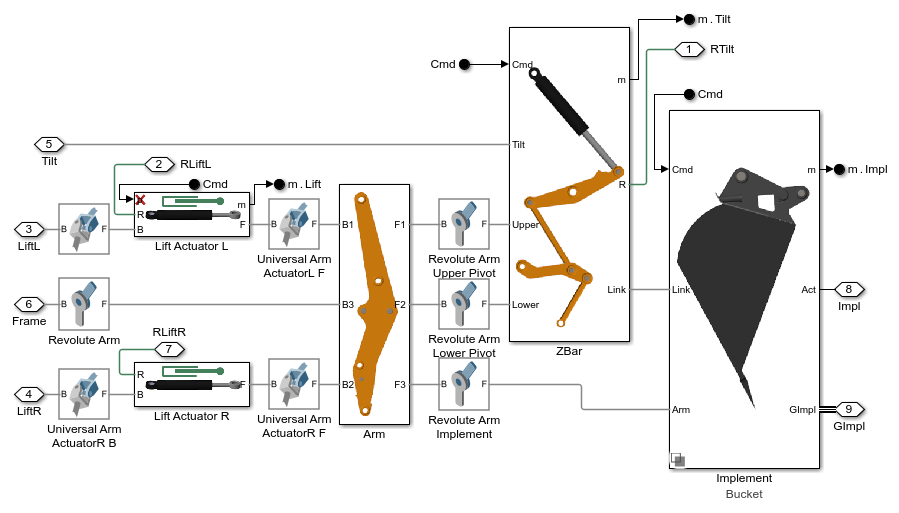 m . Tilt
1 RTilt
Cmd
Cmd
m
Cmd
5
Tilt
Tilt
2 RLiftL
Cmd
m . Lift
R
Cmd
m
m . Impl
3
LiftL
B F
R
B
m
F
Lift Actuator L
B F
Universal Arm
ActuatorL F
B1
F1
B F
Revolute Arm
Upper Pivot
Upper
6
Frame
B F
Revolute Arm
B3
F2
B F
Revolute Arm
Lower Pivot
Lower
Link
ZBar
Link
Act
8
Impl
RLiftR
7
4
LiftR
B F
Universal Arm
ActuatorR B
R
B
F
Lift Actuator R
B F
Universal Arm
ActuatorR F
B2
F3
Arm
B F
Revolute Arm
Implement
Arm
GImpl
9
GImpl
Implement
Bucket